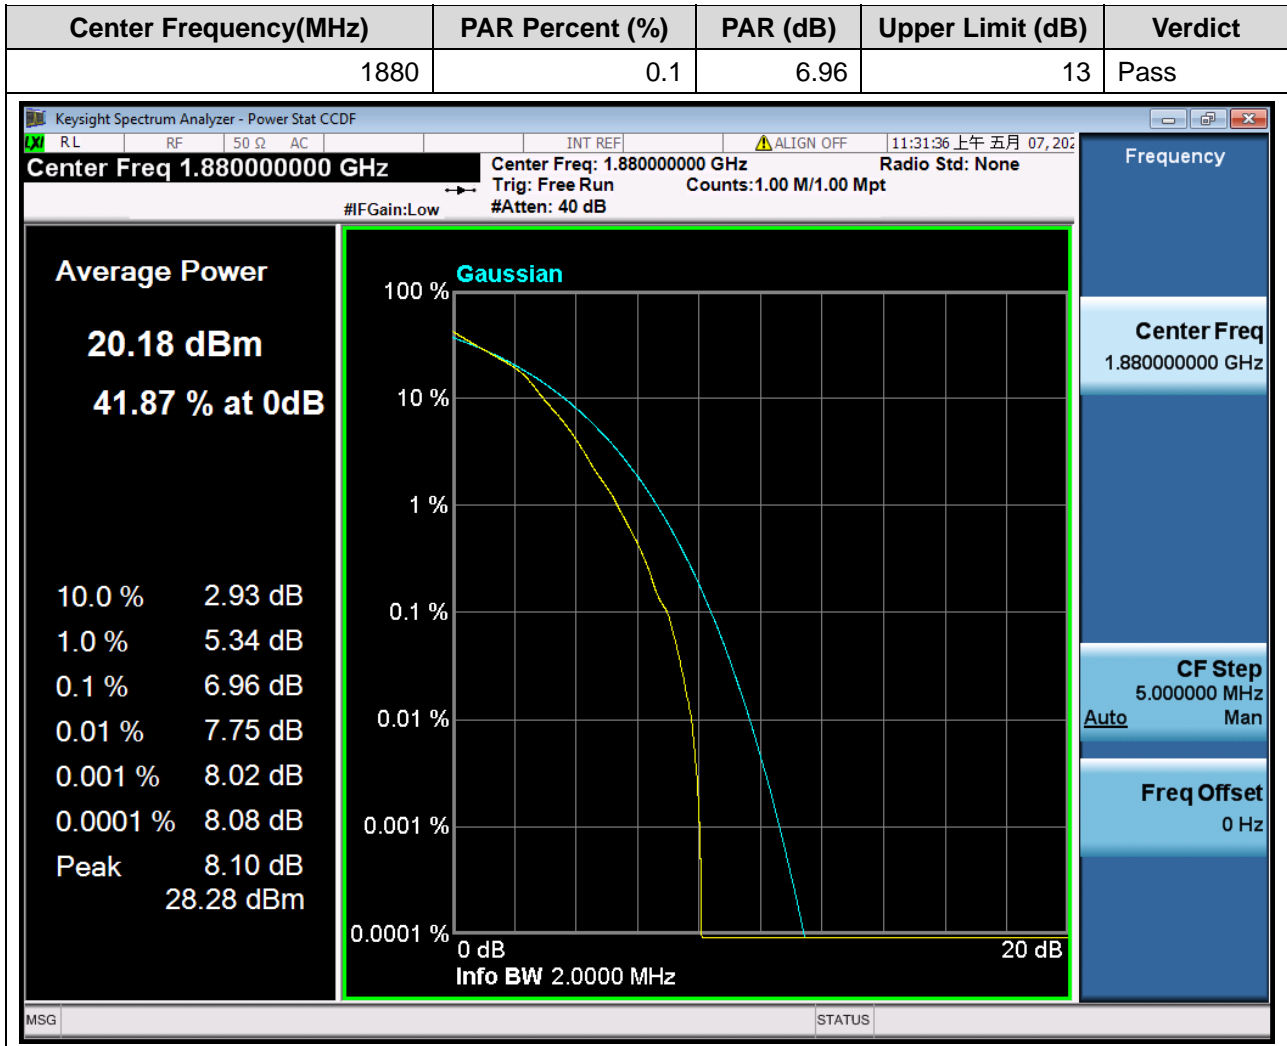 Center Frequency(MHz) PAR Percent (%) PAR (dB) Upper Limit (dB) Verdict
1880 0.1 6.96 13 Pass
Keysight Spectrum Analyzer - Power Stat CCDF
LXI RL RF 50 Ω AC INT REF ALIGN OFF 11:31:36 上午 五月 07, 202
Center Freq 1.880000000 GHz
Center Freq: 1.880000000 GHz Radio Std: None
Trig: Free Run Counts:1.00 M/1.00 Mpt
#IFGain:Low #Atten: 40 dB
Frequency
Average Power
20.18 dBm
41.87 % at 0dB
10.0 % 2.93 dB
1.0 % 5.34 dB
0.1 % 6.96 dB
0.01 % 7.75 dB
0.001 % 8.02 dB
0.0001 % 8.08 dB
Peak 8.10 dB
28.28 dBm
Gaussian
100 %
10 %
1 %
0.1 %
0.01 %
0.001 %
0.0001 %
0 dB 20 dB
Info BW 2.0000 MHz
Center Freq
1.880000000 GHz
CF Step
5.000000 MHz
Auto Man
Freq Offset
0 Hz
MSG STATUS